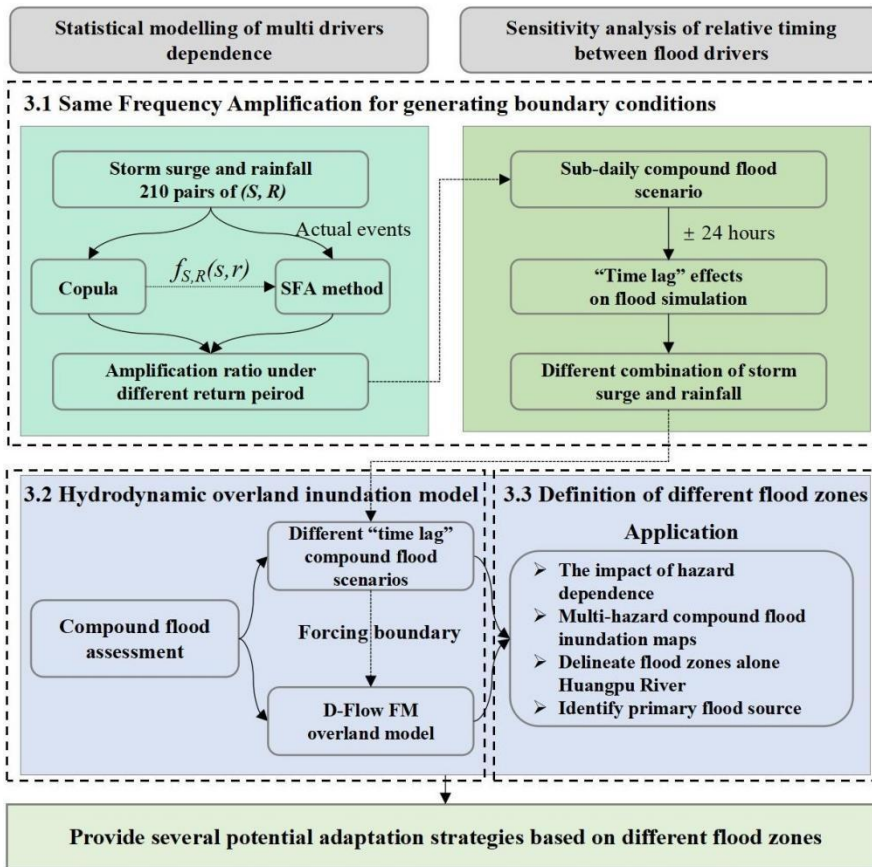 Statistical modelling of multi drivers
dependence
Sensitivity analysis of relative timing
between flood drivers
3.1 Same Frequency Amplification for generating boundary conditions
Storm surge and rainfall
210 pairs of (S, R)
Actual events
Copula
f_{S,R}(s,r)
SFA method
Amplification ratio under
different return peirod
Sub-daily compound flood
scenario
± 24 hours
“Time lag” effects
on flood simulation
Different combination of storm
surge and rainfall
3.2 Hydrodynamic overland inundation model
Different “time lag”
compound flood
scenarios
Compound flood
assessment
Forcing boundary
D-Flow FM
overland model
3.3 Definition of different flood zones
Application
➢ The impact of hazard
dependence
➢ Multi-hazard compound flood
inundation maps
➢ Delineate flood zones alone
Huangpu River
➢ Identify primary flood source
Provide several potential adaptation strategies based on different flood zones